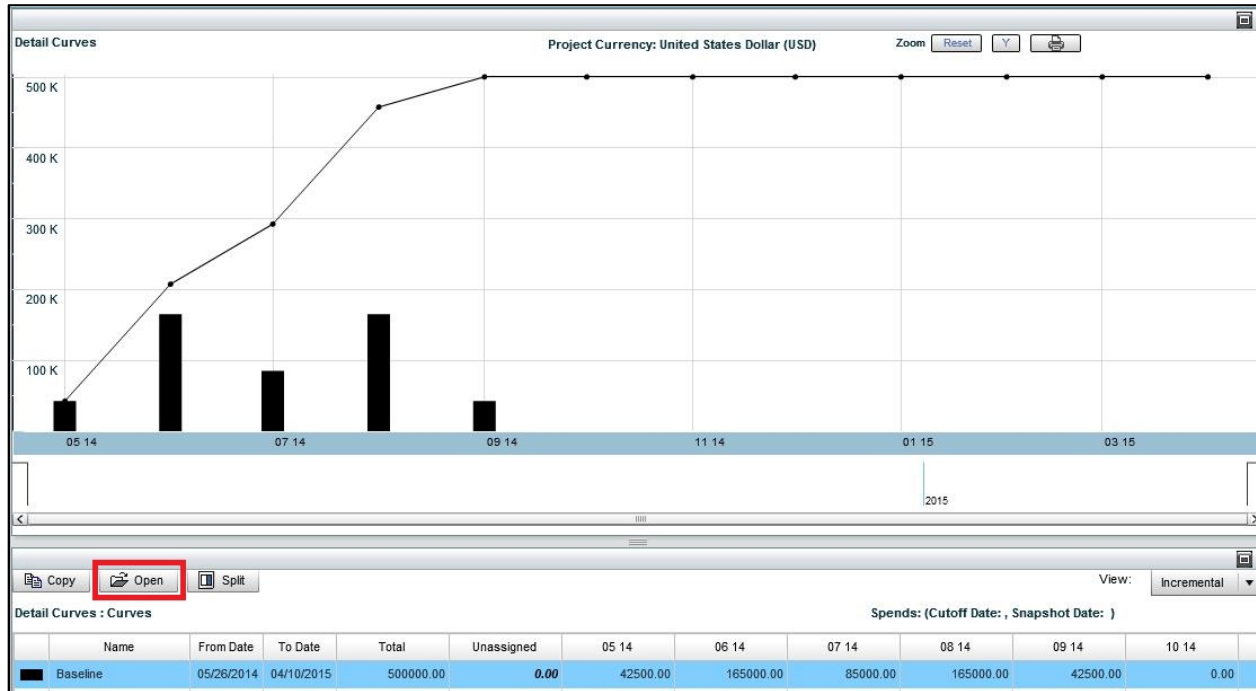 Detail Curves Project Currency: United States Dollar (USD) Zoom Reset Y
500 K
400 K
300 K
200 K
100 K
05 14 07 14 09 14 11 14 01 15 03 15
2015
Copy Open Split View: Incremental
Detail Curves : Curves Spends: (Cutoff Date: , Snapshot Date: )
Name From Date To Date Total Unassigned 05 14 06 14 07 14 08 14 09 14 10 14
Baseline 05/26/2014 04/10/2015 500000.00 0.00 42500.00 165000.00 85000.00 165000.00 42500.00 0.00